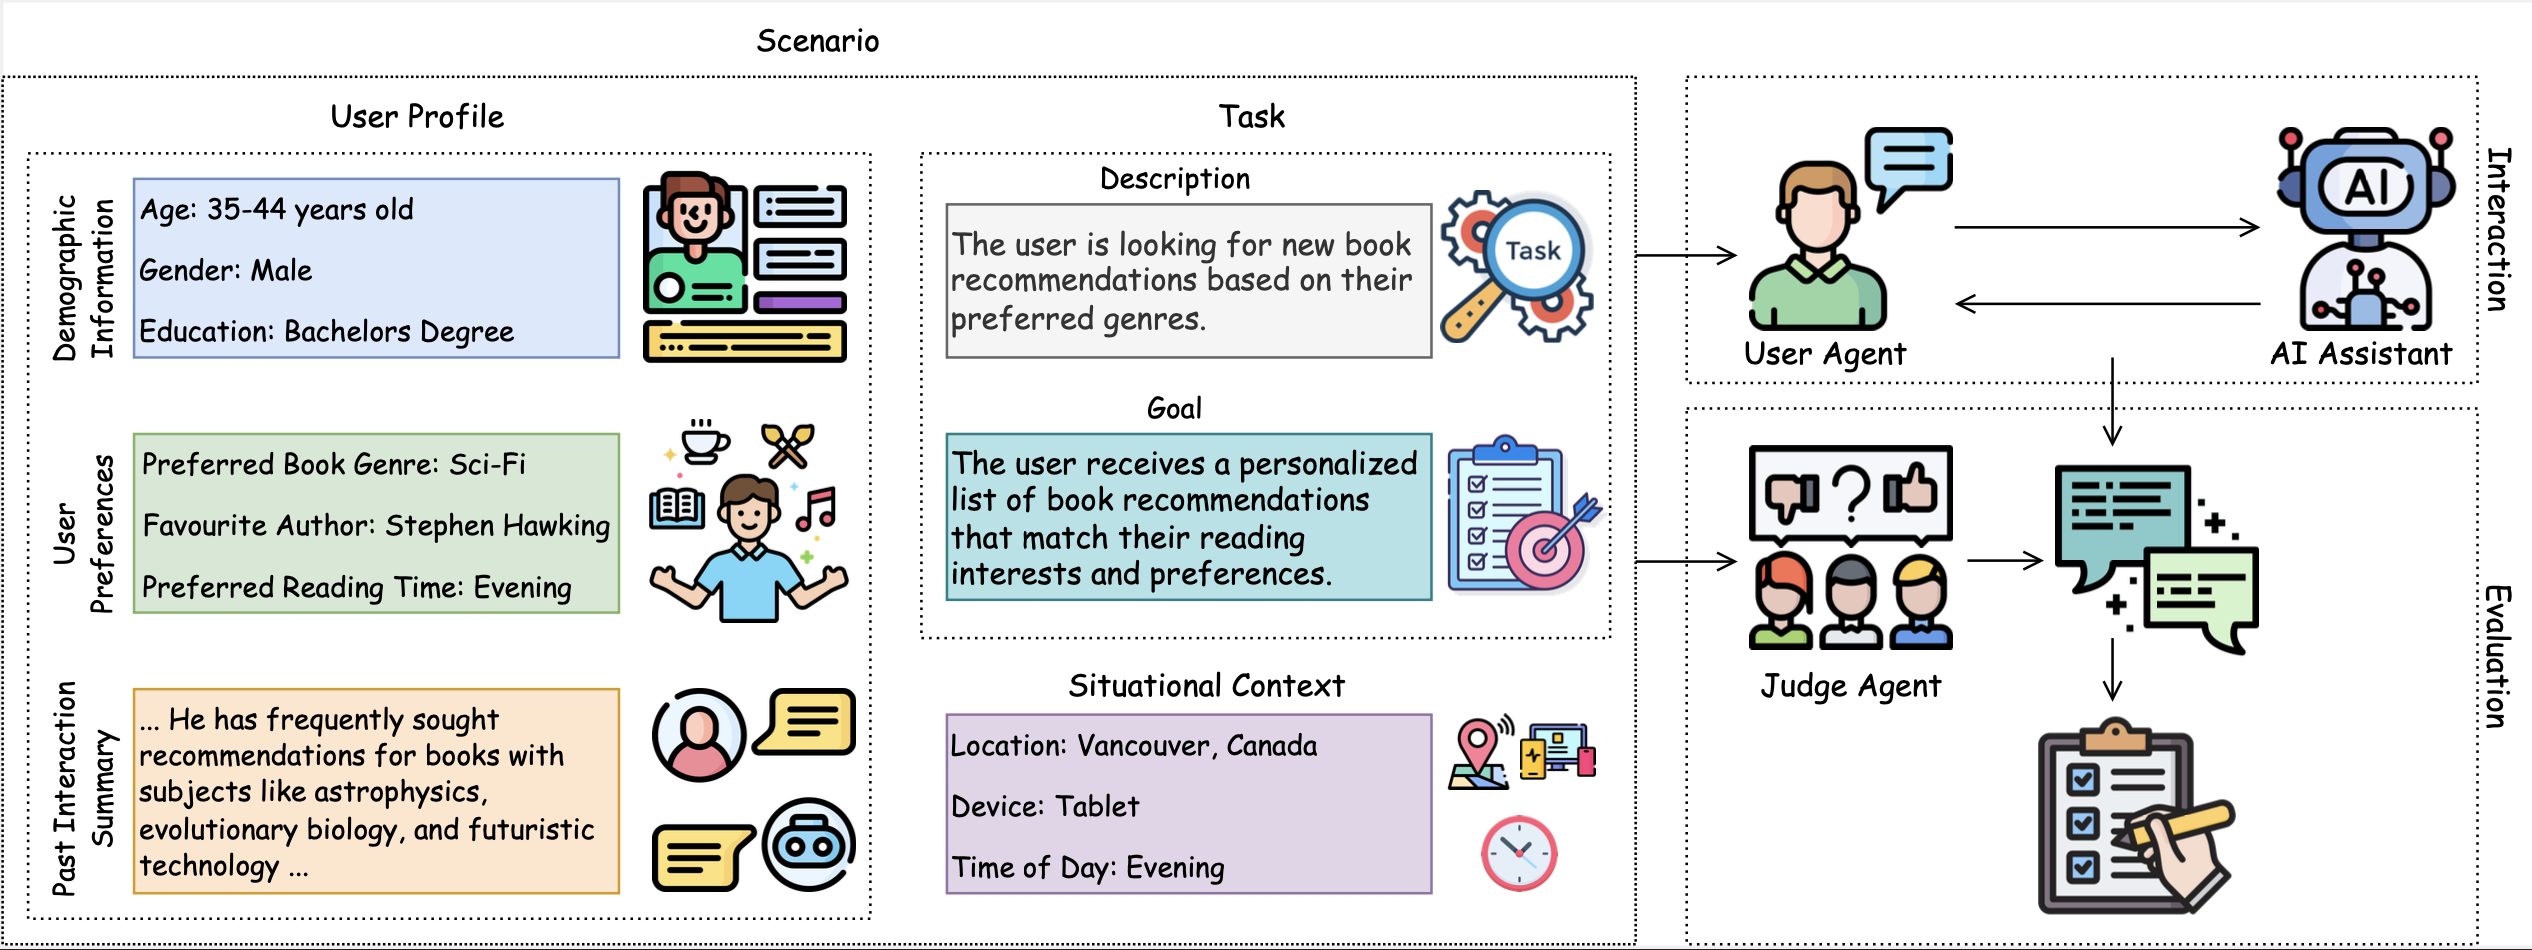 Scenario
User Profile
Demographic
Information
Age: 35-44 years old
Gender: Male
Education: Bachelors Degree
User
Preferences
Preferred Book Genre: Sci-Fi
Favourite Author: Stephen Hawking
Preferred Reading Time: Evening
Past Interaction
Summary
... He has frequently sought
recommendations for books with
subjects like astrophysics,
evolutionary biology, and futuristic
technology ...
Task
Description
The user is looking for new book
recommendations based on their
preferred genres.
Task
Goal
The user receives a personalized
list of book recommendations
that match their reading
interests and preferences.
Situational Context
Location: Vancouver, Canada
Device: Tablet
Time of Day: Evening
Interaction
User Agent
AI
AI Assistant
Evaluation
?
Judge Agent